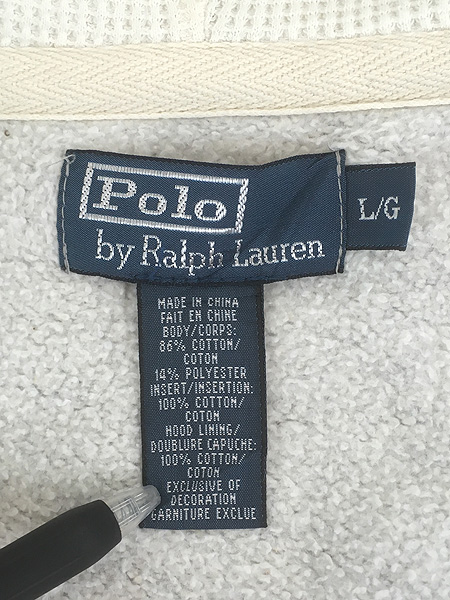 Polo
by Ralph Lauren
L/G
MADE IN CHINA
FAIT EN CHINE
BODY/CORPS:
86% COTTON/
COTON
14% POLYESTER
INSERT/INSERTION:
100% COTTON/
COTON
HOOD LINING/
DOUBLURE CAPUCHE:
100% COTTON/
COTON
EXCLUSIVE OF
DECORATION
GARNITURE EXCLUE